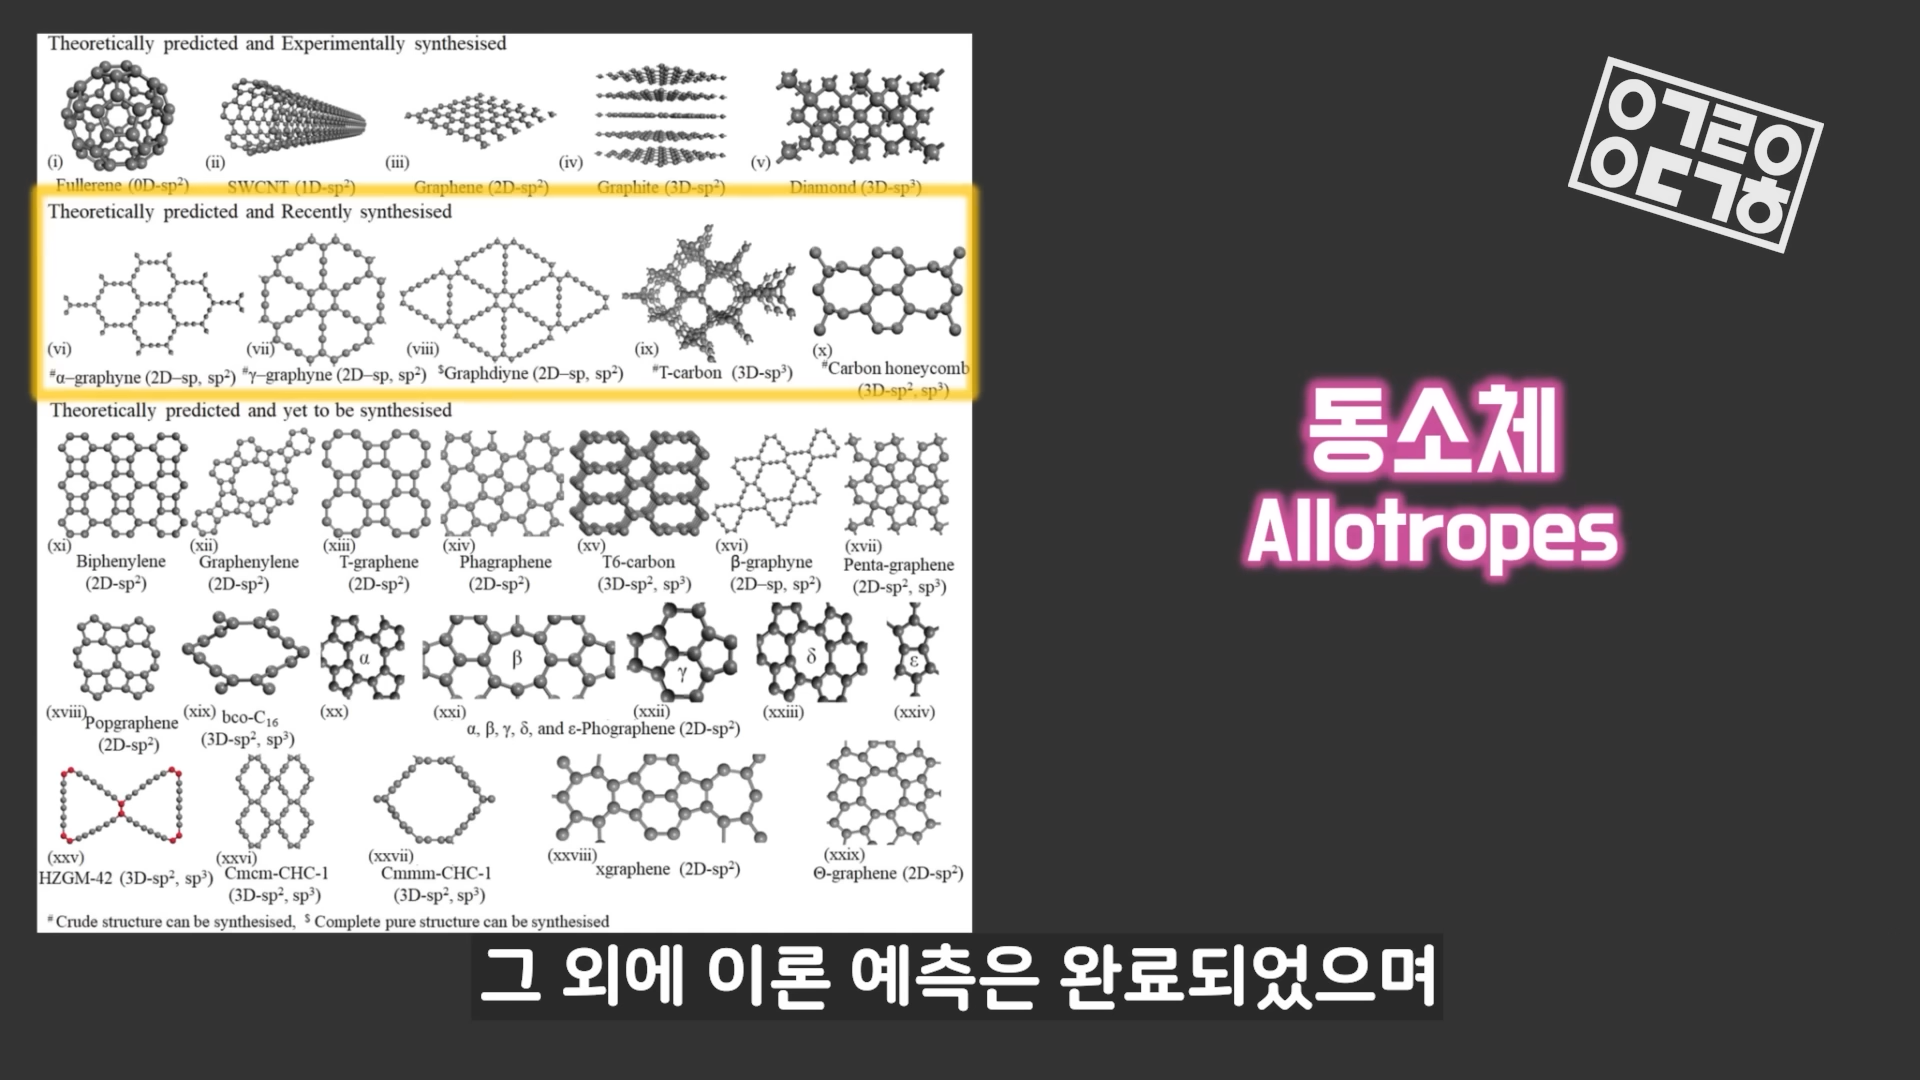 Theoretically predicted and Experimentally synthesised
(i) (ii) (iii) (iv) (v)
Fullerene (0D-sp²) SWCNT (1D-sp²) Graphene (2D-sp²) Graphite (3D-sp²) Diamond (3D-sp³)
Theoretically predicted and Recently synthesised
(vi) (vii) (viii) (ix) (x)
#α–graphyne (2D–sp, sp²) #γ–graphyne (2D–sp, sp²) $Graphdiyne (2D–sp, sp²) #T-carbon (3D-sp³) #Carbon honeycomb
(3D-sp², sp³)
Theoretically predicted and yet to be synthesised
(xi) (xii) (xiii) (xiv) (xv) (xvi) (xvii)
Biphenylene Graphenylene T-graphene Phagraphene T6-carbon β-graphyne Penta-graphene
(2D-sp²) (2D-sp²) (2D-sp²) (2D-sp²) (3D-sp², sp³) (2D–sp, sp²) (2D-sp², sp³)
α β γ δ ε
(xviii) (xix) (xx) (xxi) (xxii) (xxiii) (xxiv)
Popgraphene bco-C₁₆ α, β, γ, δ, and ε-Phographene (2D-sp²)
(2D-sp²) (3D-sp², sp³)
(xxv) (xxvi) (xxvii) (xxviii) (xxix)
HZGM-42 (3D-sp², sp³) Cmcm-CHC-1 Cmmm-CHC-1 xgraphene (2D-sp²) Θ-graphene (2D-sp²)
(3D-sp², sp³) (3D-sp², sp³)
# Crude structure can be synthesised, $ Complete pure structure can be synthesised
동소체
Allotropes
그 외에 이론 예측은 완료되었으며